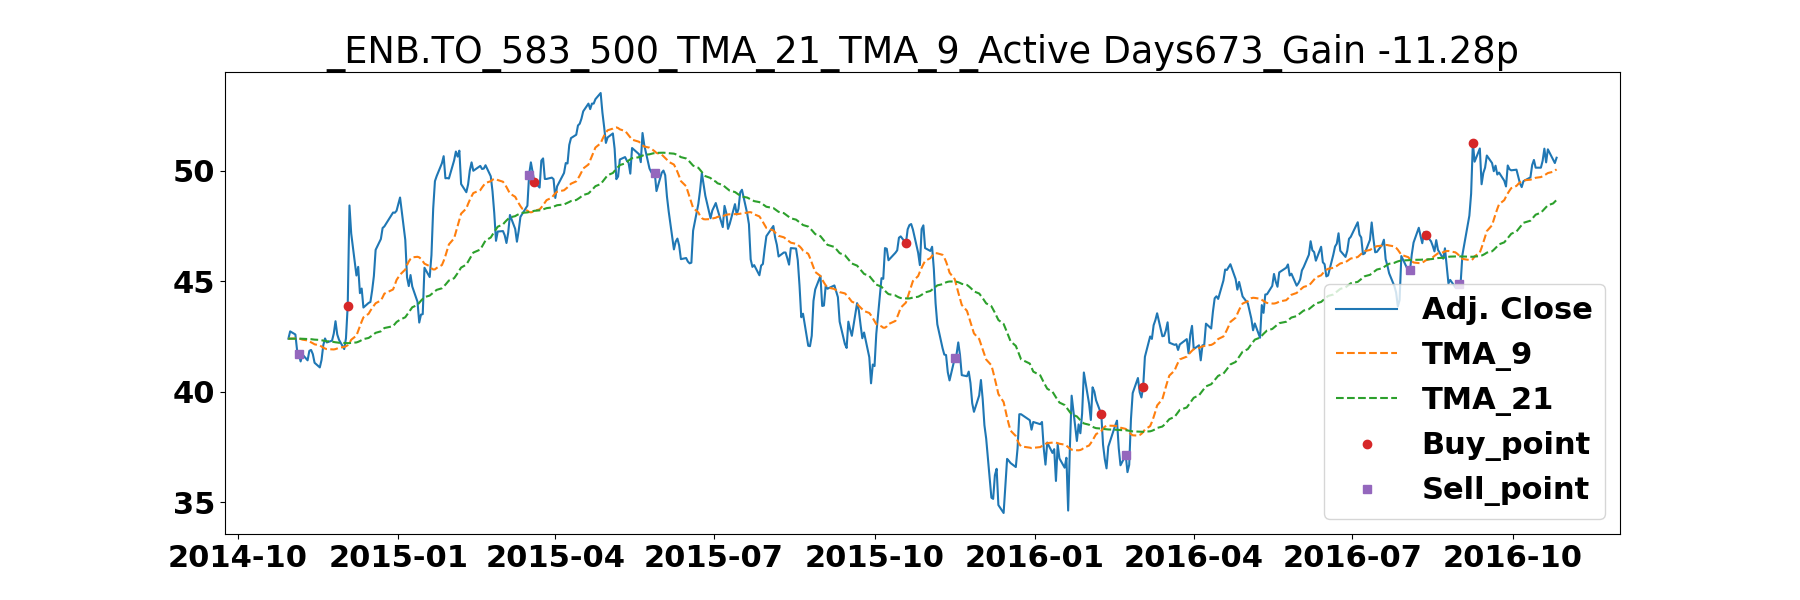 _ENB.TO_583_500_TMA_21_TMA_9_Active Days673_Gain -11.28p
50
45
40
35
Adj. Close
TMA_9
TMA_21
Buy_point
Sell_point
2014-10 2015-01 2015-04 2015-07 2015-10 2016-01 2016-04 2016-07 2016-10